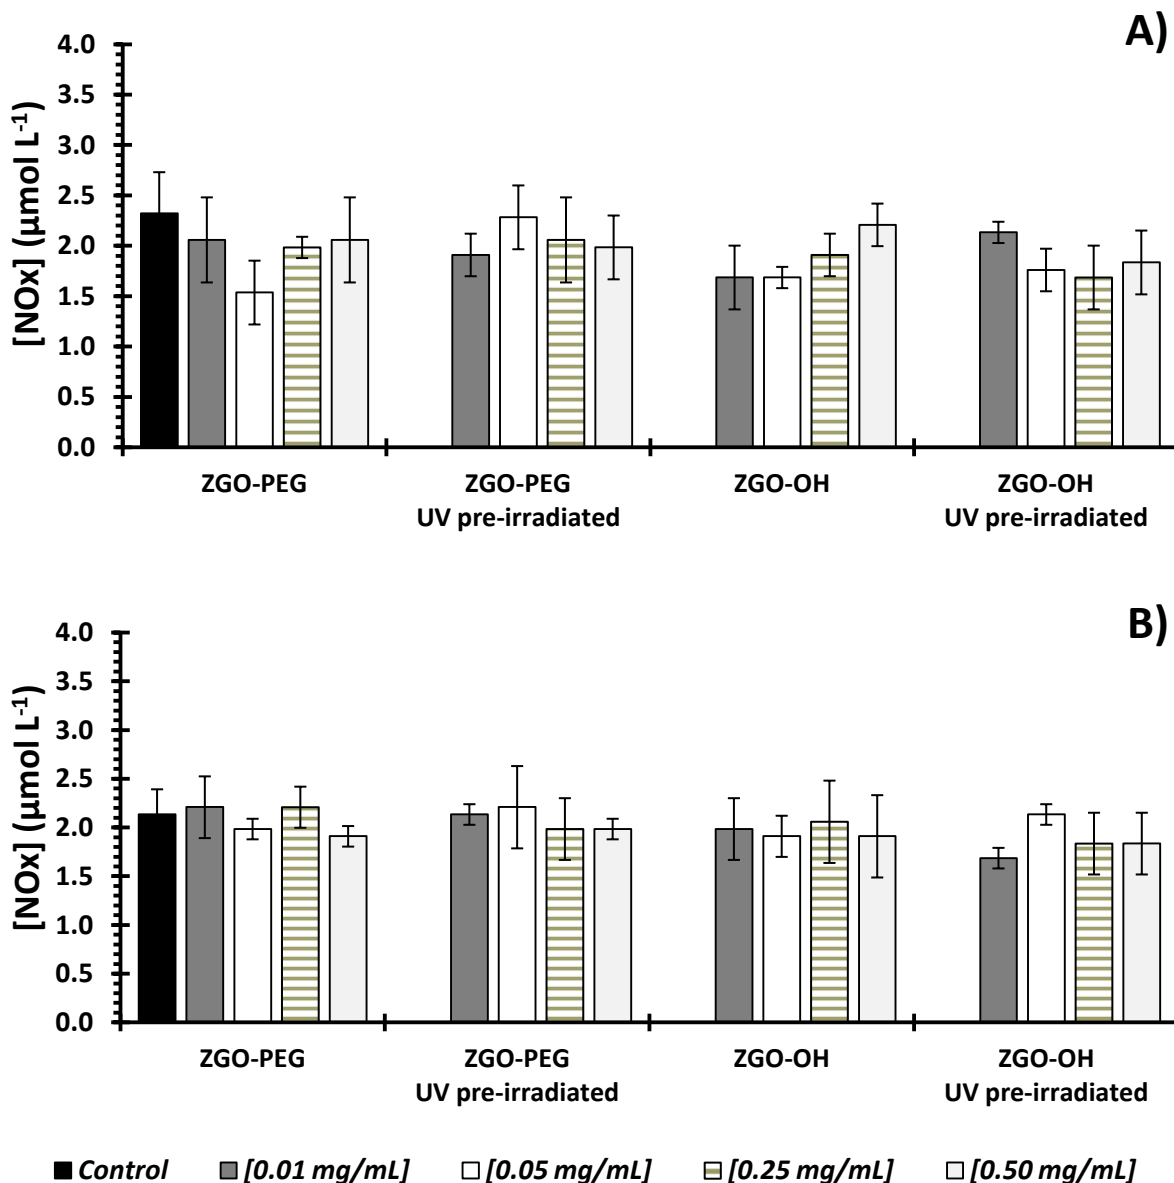 A)
[NOx] (µmol L-1)
4.0
3.5
3.0
2.5
2.0
1.5
1.0
0.5
0.0
ZGO-PEG
ZGO-PEG
UV pre-irradiated
ZGO-OH
ZGO-OH
UV pre-irradiated
B)
[NOx] (µmol L-1)
4.0
3.5
3.0
2.5
2.0
1.5
1.0
0.5
0.0
ZGO-PEG
ZGO-PEG
UV pre-irradiated
ZGO-OH
ZGO-OH
UV pre-irradiated
Control [0.01 mg/mL] [0.05 mg/mL] [0.25 mg/mL] [0.50 mg/mL]